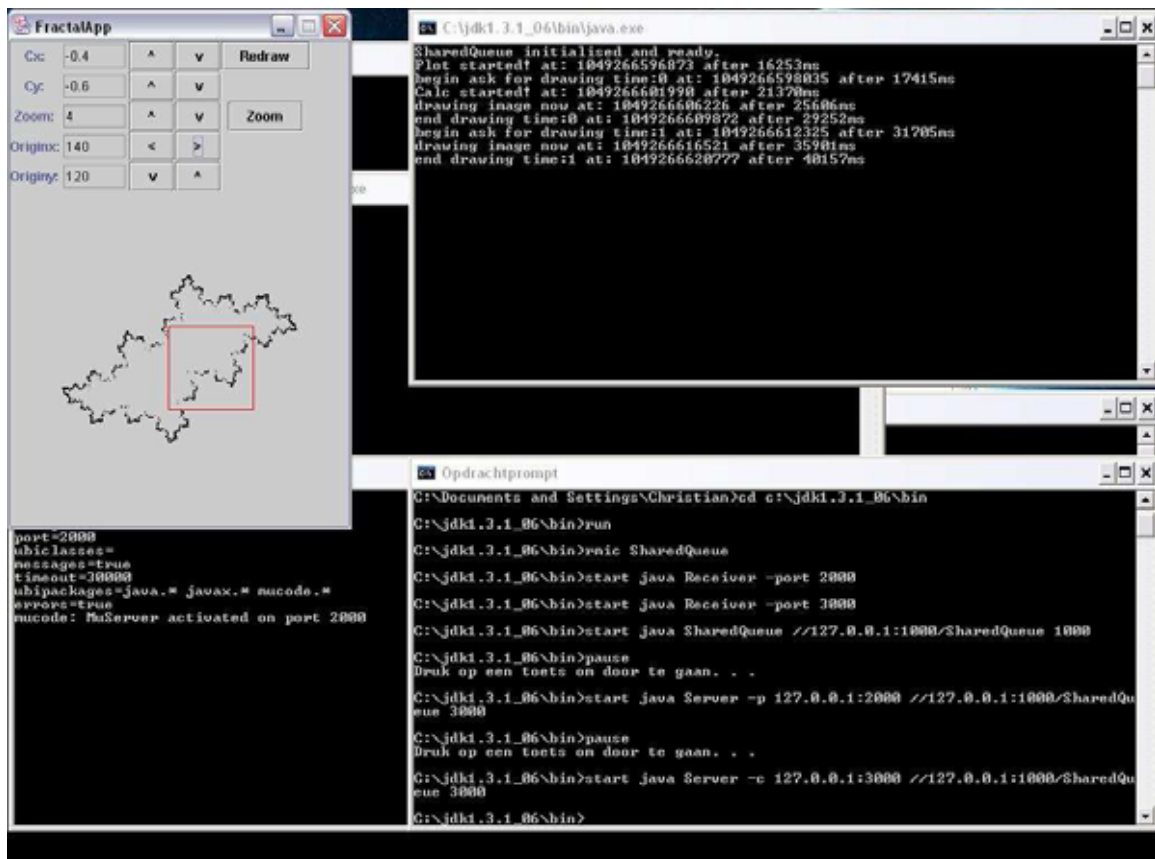 FractalApp
Cx: -0.4 ^ v Redraw
Cy: -0.6 ^ v
Zoom: 4 ^ v Zoom
Originx: 140 < >
Originy: 120 v ^
C:\jdk1.3.1_06\bin\java.exe
SharedQueue initialised and ready.
Plot started! at: 1049266596873 after 16253ms
begin ask for drawing time:0 at: 1049266598035 after 17415ms
Calc started! at: 1049266601990 after 21370ms
drawing image now at: 1049266606226 after 25606ms
end drawing time:0 at: 1049266609872 after 29252ms
begin ask for drawing time:1 at: 1049266612325 after 31705ms
drawing image now at: 1049266616521 after 35901ms
end drawing time:1 at: 1049266620777 after 40157ms
xe
port=2000
ubiclasses=
messages=true
timeout=30000
ubipackages=java.* javax.* mucode.*
errors=true
mucode: MuServer activated on port 2000
Opdrachtprompt
C:\Documents and Settings\Christian>cd c:\jdk1.3.1_06\bin
C:\jdk1.3.1_06\bin>run
C:\jdk1.3.1_06\bin>rmic SharedQueue
C:\jdk1.3.1_06\bin>start java Receiver -port 2000
C:\jdk1.3.1_06\bin>start java Receiver -port 3000
C:\jdk1.3.1_06\bin>start java SharedQueue //127.0.0.1:1000/SharedQueue 1000
C:\jdk1.3.1_06\bin>pause
Druk op een toets om door te gaan. . .
C:\jdk1.3.1_06\bin>start java Server -p 127.0.0.1:2000 //127.0.0.1:1000/SharedQu
eue 3000
C:\jdk1.3.1_06\bin>pause
Druk op een toets om door te gaan. . .
C:\jdk1.3.1_06\bin>start java Server -c 127.0.0.1:3000 //127.0.0.1:1000/SharedQu
eue 3000
C:\jdk1.3.1_06\bin>